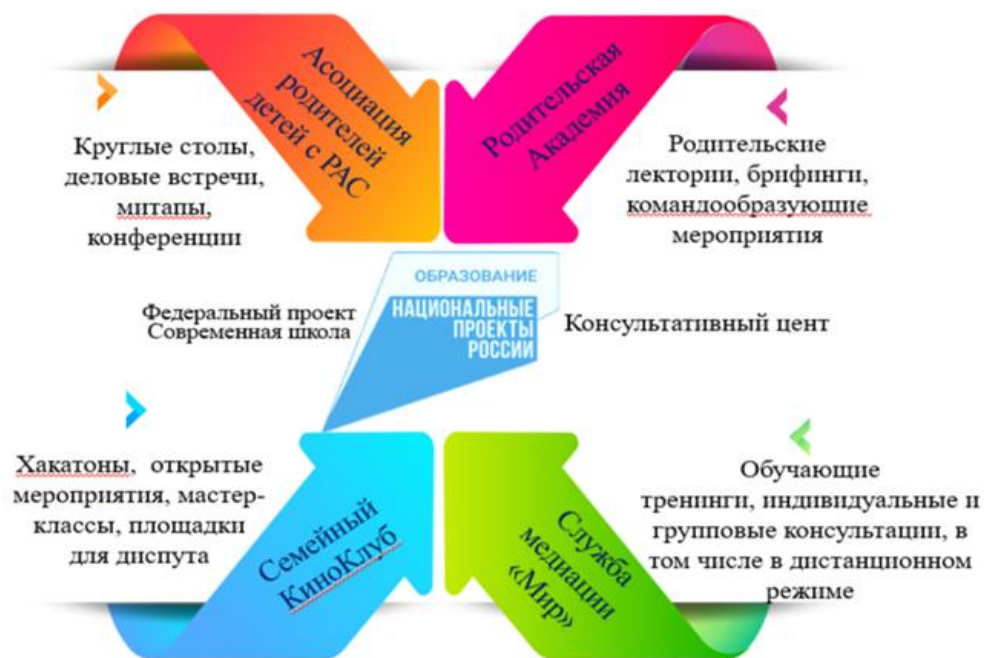 Асоциация
родителей
детей с РАС
Родительская
Академия
Круглые столы,
деловые встречи,
митапы,
конференции
Родительские
лектории, брифинги,
командообразующие
мероприятия
Федеральный проект
Современная школа
ОБРАЗОВАНИЕ
НАЦИОНАЛЬНЫЕ
ПРОЕКТЫ
РОССИИ
Консультативный цент
Хакатоны, открытые
мероприятия, мастер-
классы, площадки
для диспута
Семейный
КиноКлуб
Служба
медиации
«Мир»
Обучающие
тренинги, индивидуальные и
групповые консультации, в
том числе в дистанционном
режиме